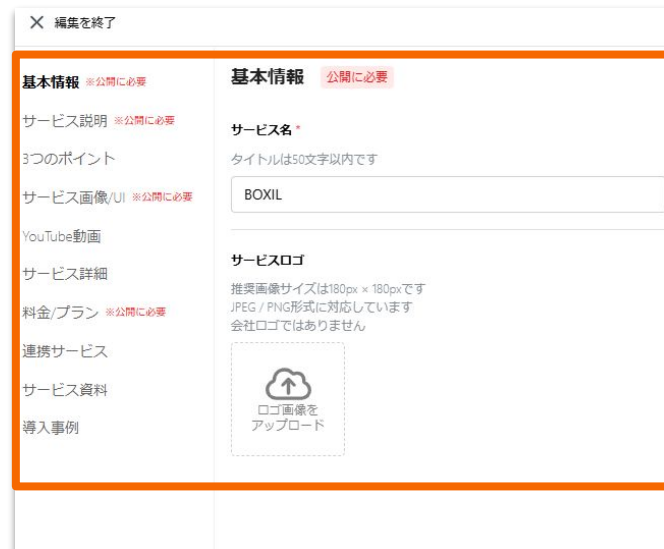 × 編集を終了
基本情報 ※公開に必要
サービス説明 ※公開に必要
3つのポイント
サービス画像/UI ※公開に必要
YouTube動画
サービス詳細
料金/プラン ※公開に必要
連携サービス
サービス資料
導入事例
基本情報 公開に必要
サービス名 *
タイトルは50文字以内です
BOXIL
サービスロゴ
推奨画像サイズは180px × 180pxです
JPEG / PNG形式に対応しています
会社ロゴではありません
ロゴ画像を
アップロード